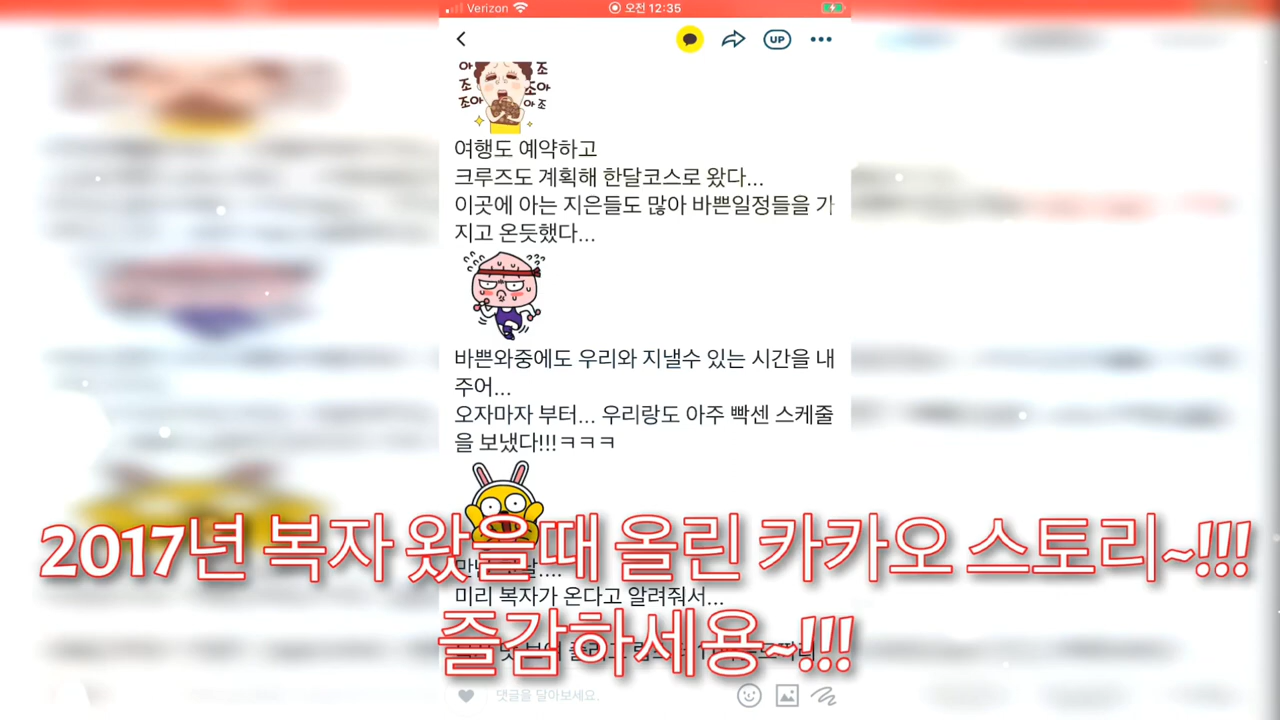 Verizon 오전 12:35
UP
아 조
조 조아
조아 아 조
여행도 예약하고
크루즈도 계획해 한달코스로 왔다...
이곳에 아는 지은들도 많아 바쁜일정들을 가
지고 온듯했다...
바쁜와중에도 우리와 지낼수 있는 시간을 내
주어...
오자마자 부터... 우리랑도 아주 빡센 스케줄
을 보냈다!!!ㅋㅋㅋ
2017년 복자 왔을때 올린 카카오 스토리~!!!
미리 복자가 온다고 알려줘서...
즐감하세용~!!!
댓글을 달아보세요.